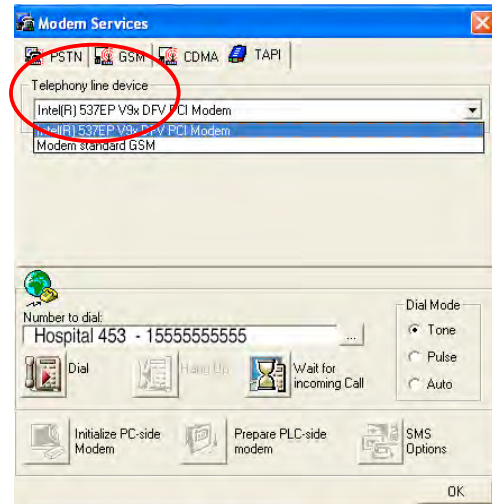 Modem Services
PSTN GSM CDMA TAPI
Telephony line device
Intel(R) 537EP V9x DFV PCI Modem
Intel(R) 537EP V9x DFV PCI Modem
Modem standard GSM
Number to dial:
Hospital 453 - 15555555555 ...
Dial Mode
Tone
Pulse
Auto
Dial
Hang Up
Wait for
incoming Call
Initialize PC-side
Modem
Prepare PLC-side
modem
SMS
Options
OK